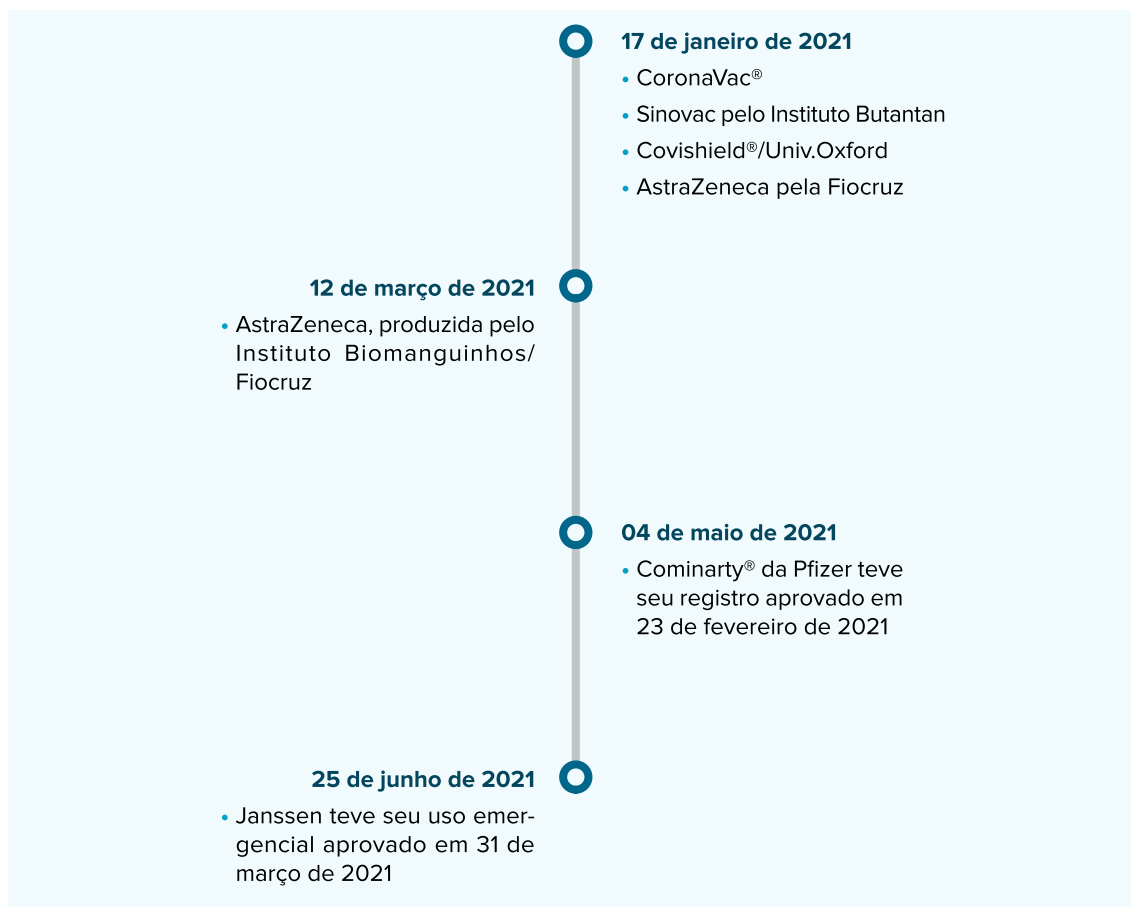 17 de janeiro de 2021
• CoronaVac®
• Sinovac pelo Instituto Butantan
• Covishield®/Univ.Oxford
• AstraZeneca pela Fiocruz
12 de março de 2021
• AstraZeneca, produzida pelo
Instituto Biomanguinhos/
Fiocruz
04 de maio de 2021
• Cominarty® da Pfizer teve
seu registro aprovado em
23 de fevereiro de 2021
25 de junho de 2021
• Janssen teve seu uso emer-
gencial aprovado em 31 de
março de 2021